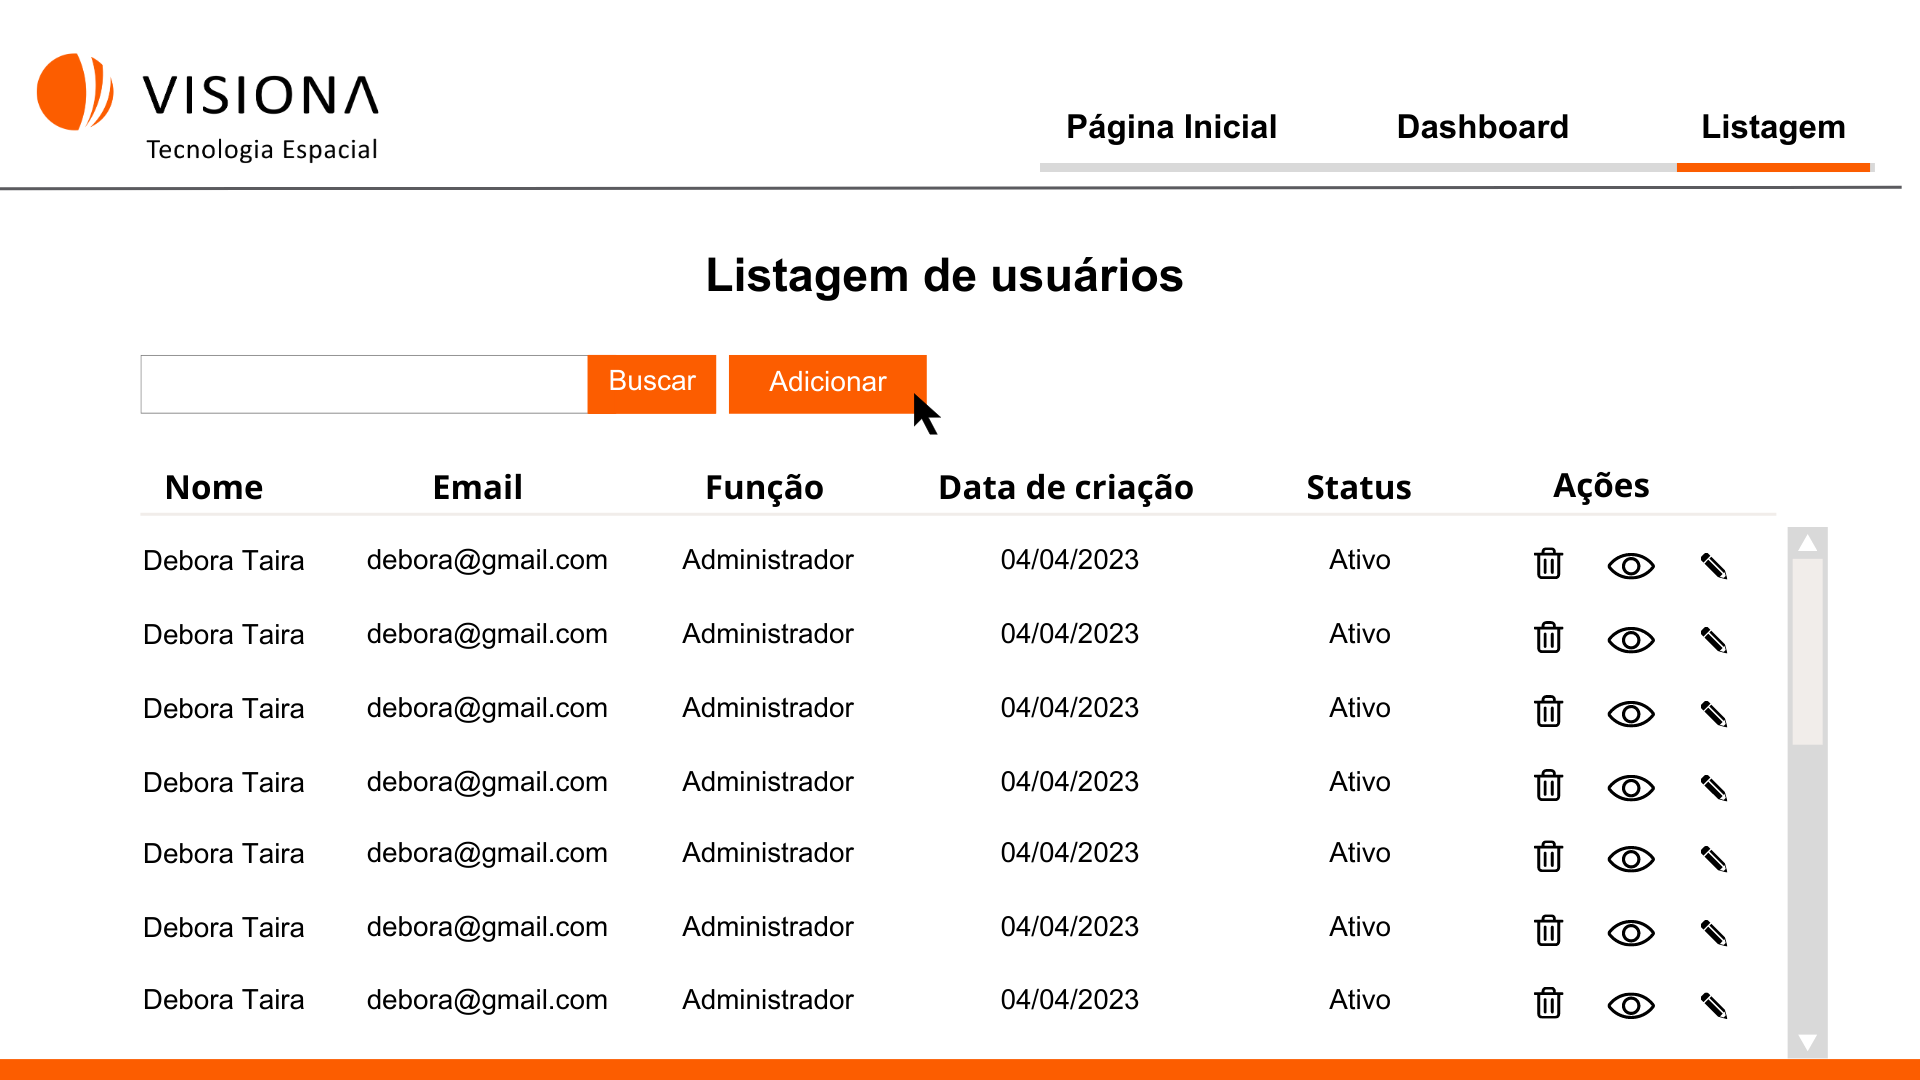 VISIONA
Tecnologia Espacial
Página Inicial Dashboard Listagem
Listagem de usuários
Buscar Adicionar
Nome Email Função Data de criação Status Ações
Debora Taira debora@gmail.com Administrador 04/04/2023 Ativo
Debora Taira debora@gmail.com Administrador 04/04/2023 Ativo
Debora Taira debora@gmail.com Administrador 04/04/2023 Ativo
Debora Taira debora@gmail.com Administrador 04/04/2023 Ativo
Debora Taira debora@gmail.com Administrador 04/04/2023 Ativo
Debora Taira debora@gmail.com Administrador 04/04/2023 Ativo
Debora Taira debora@gmail.com Administrador 04/04/2023 Ativo